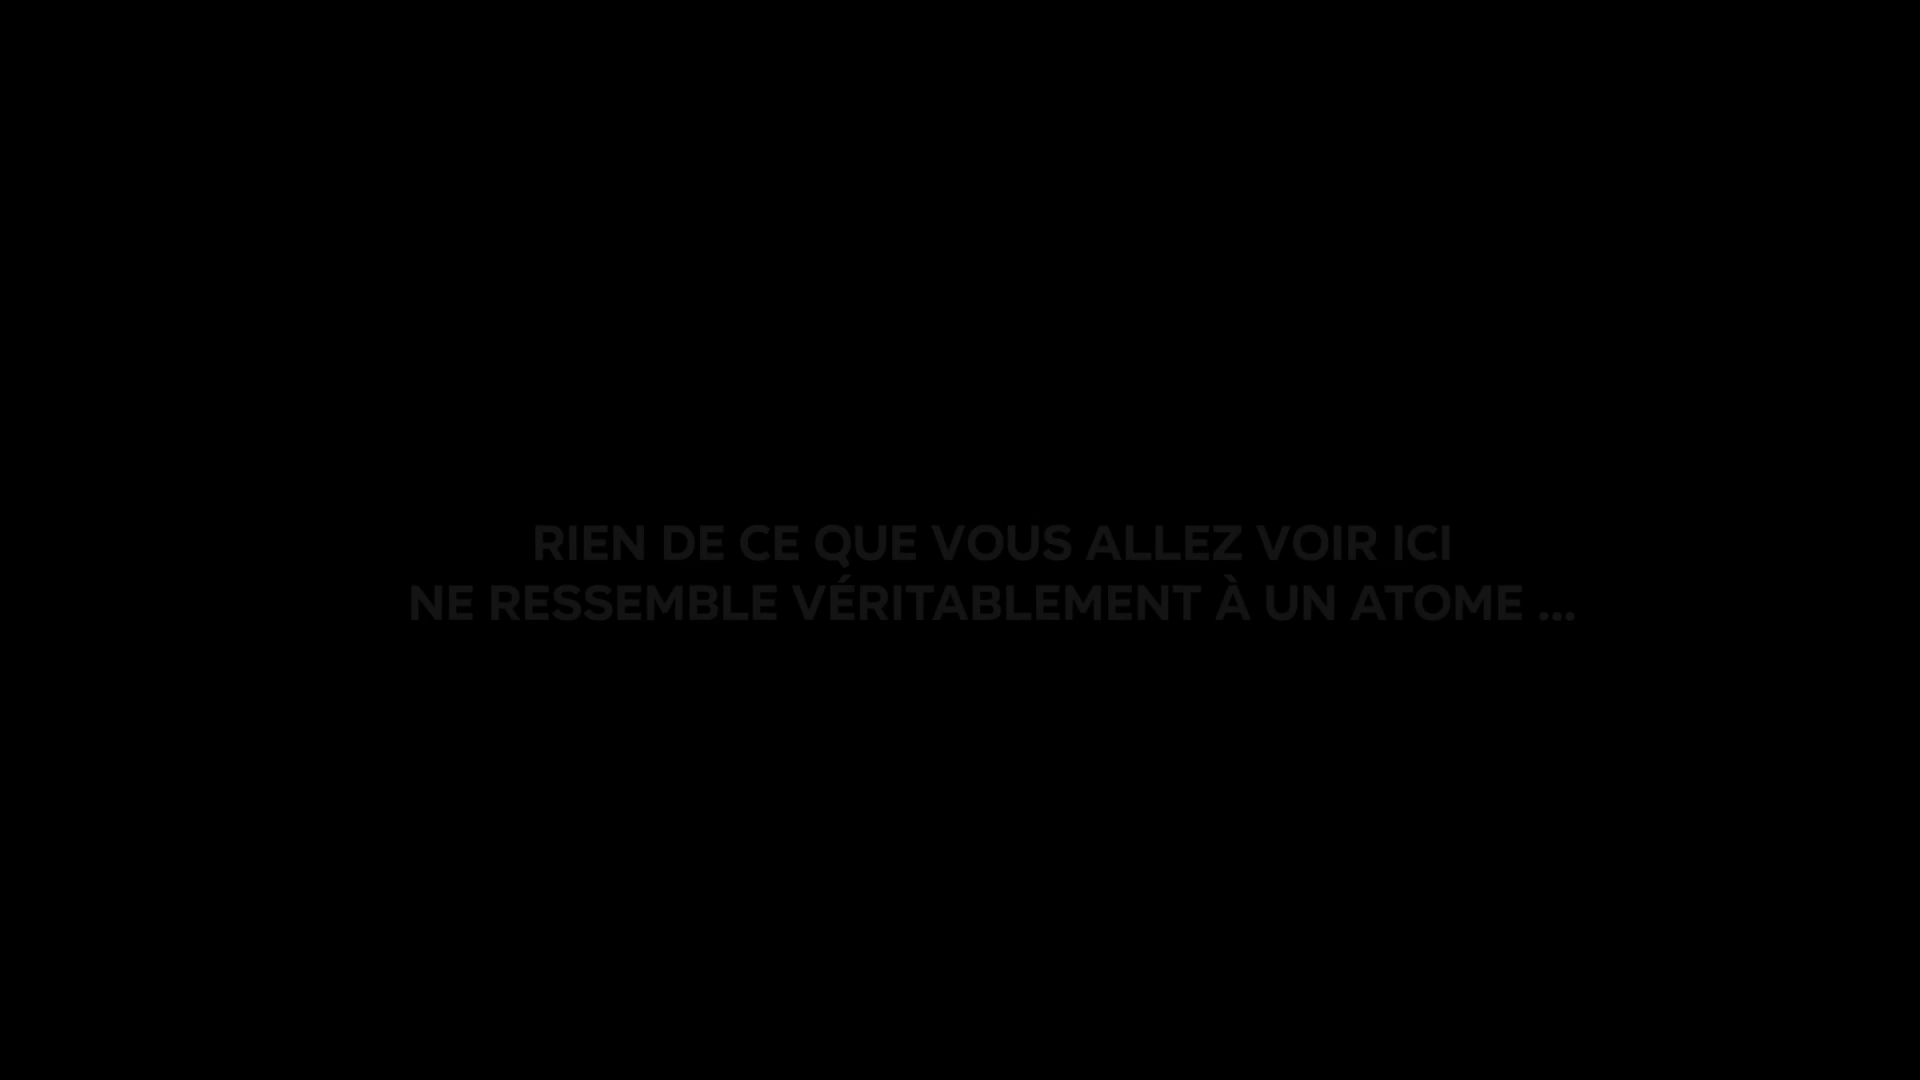 RIEN DE CE QUE VOUS ALLEZ VOIR ICI
NE RESSEMBLE VÉRITABLEMENT À UN ATOME ...